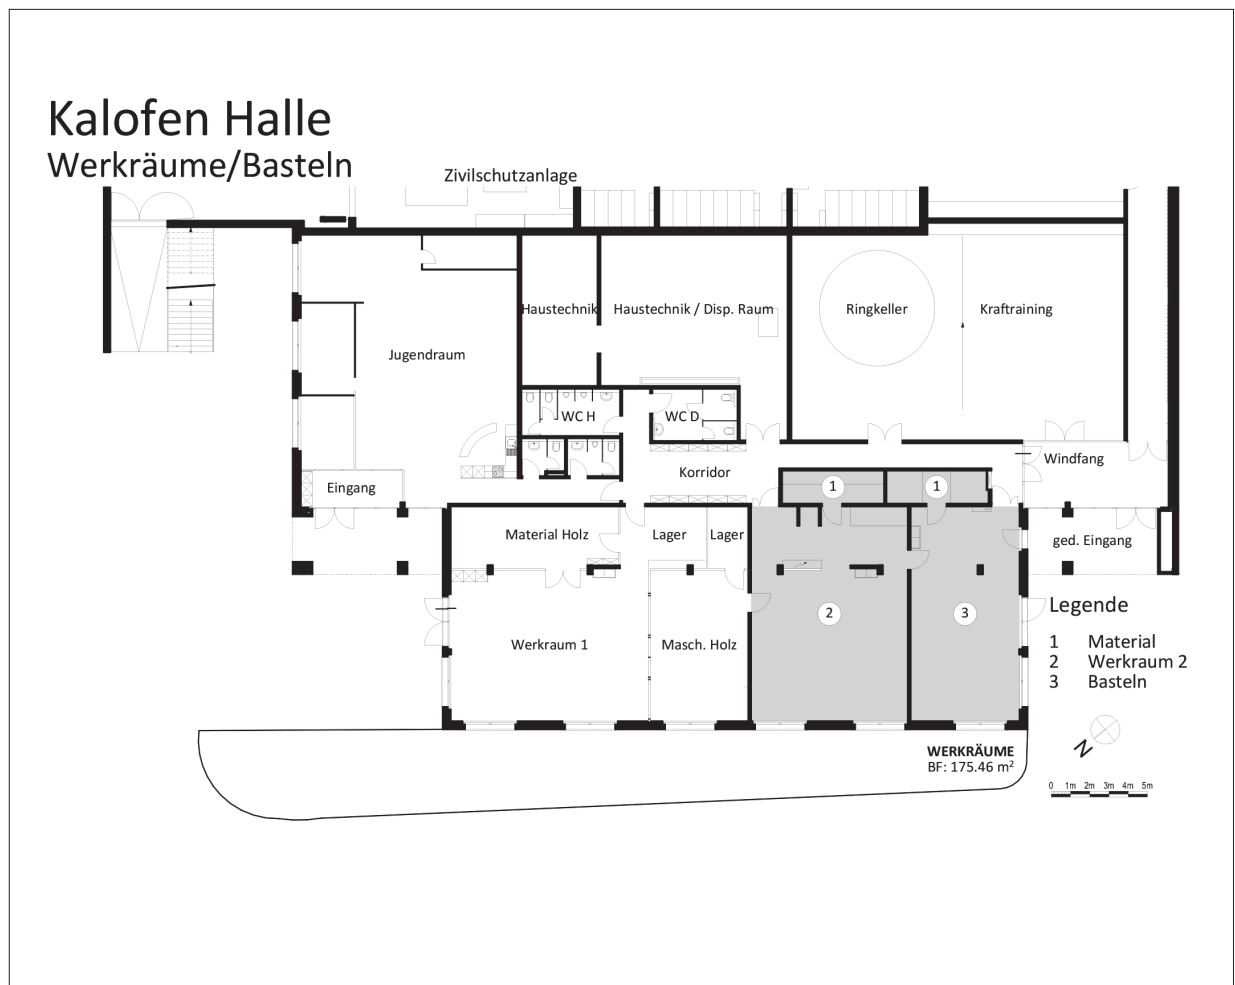 Kalofen Halle
Werkräume/Basteln
Zivilschutzanlage
Haustechnik
Haustechnik / Disp. Raum
Ringkeller
Kraftraining
Jugendraum
WC H
WC D
Korridor
Windfang
Eingang
1
1
Material Holz
Lager
Lager
ged. Eingang
Legende
2
3
Werkraum 1
Masch. Holz
1 Material
2 Werkraum 2
3 Basteln
N
WERKRÄUME
BF: 175.46 m²
0 1m 2m 3m 4m 5m